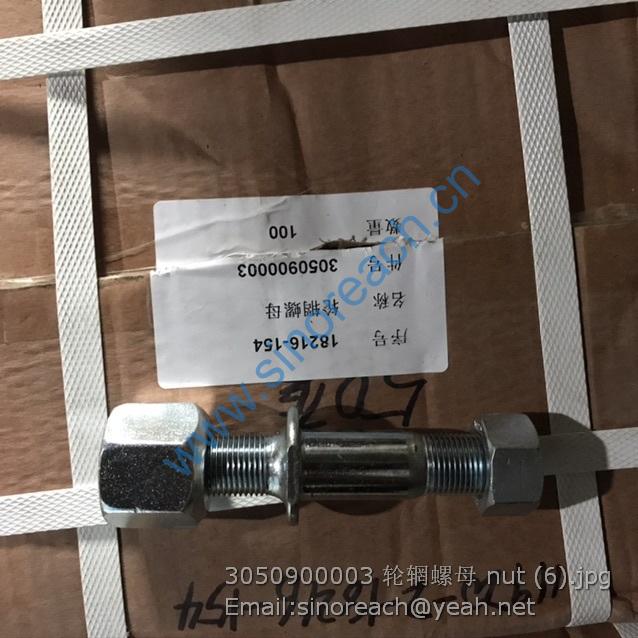 序号 18216-154
名称 轮辋螺母
件号 3050900003
数量 100
www.sinoreach.cn
3050900003 轮辋螺母 nut (6).jpg
Email:sinoreach@yeah.net